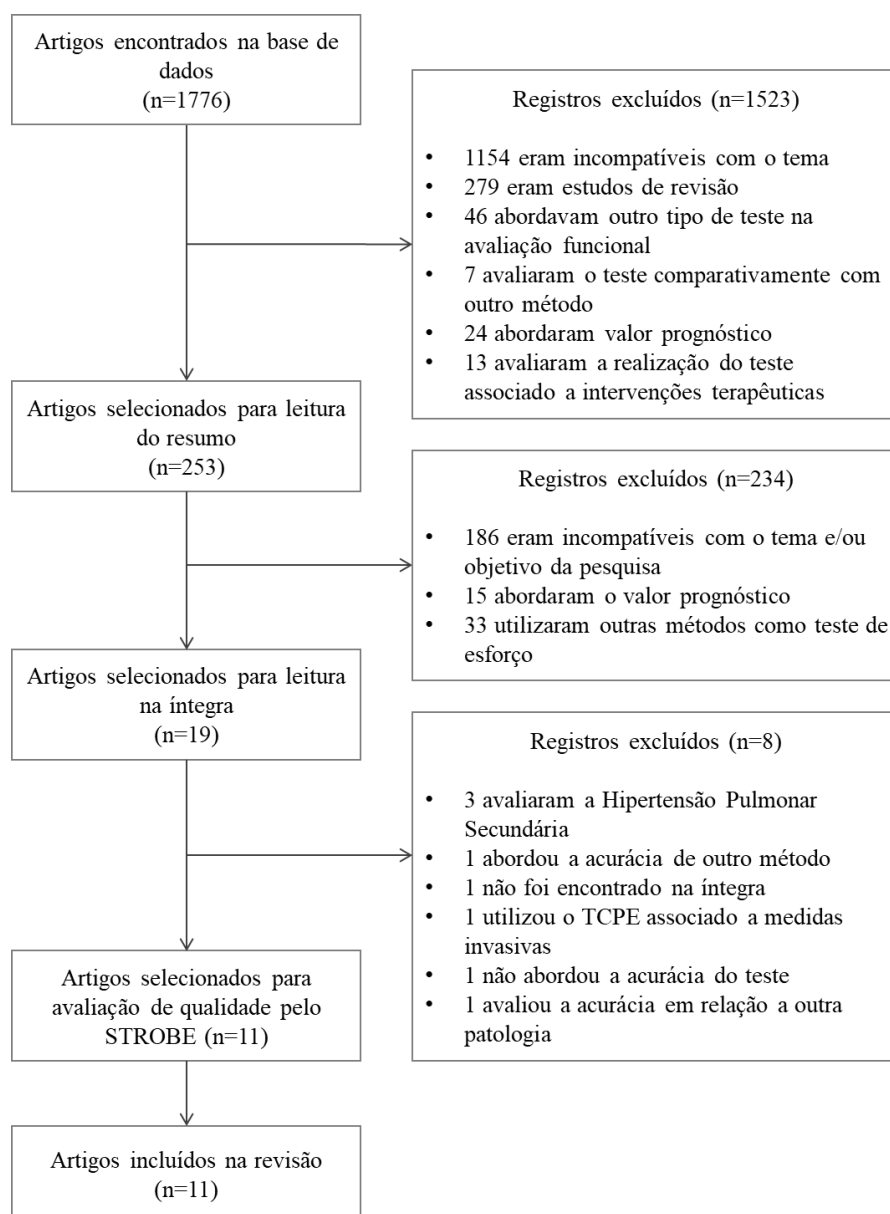 Artigos encontrados na base de
dados
(n=1776)
Registros excluídos (n=1523)
• 1154 eram incompatíveis com o tema
• 279 eram estudos de revisão
• 46 abordavam outro tipo de teste na
avaliação funcional
• 7 avaliaram o teste comparativamente com
outro método
• 24 abordaram valor prognóstico
• 13 avaliaram a realização do teste
associado a intervenções terapêuticas
Artigos selecionados para leitura
do resumo
(n=253)
Registros excluídos (n=234)
• 186 eram incompatíveis com o tema e/ou
objetivo da pesquisa
• 15 abordaram o valor prognóstico
• 33 utilizaram outras métodos como teste de
esforço
Artigos selecionados para leitura
na íntegra
(n=19)
Registros excluídos (n=8)
• 3 avaliaram a Hipertensão Pulmonar
Secundária
• 1 abordou a acurácia de outro método
• 1 não foi encontrado na íntegra
• 1 utilizou o TCPE associado a medidas
invasivas
• 1 não abordou a acurácia do teste
• 1 avaliou a acurácia em relação a outra
patologia
Artigos selecionados para
avaliação de qualidade pelo
STROBE (n=11)
Artigos incluídos na revisão
(n=11)